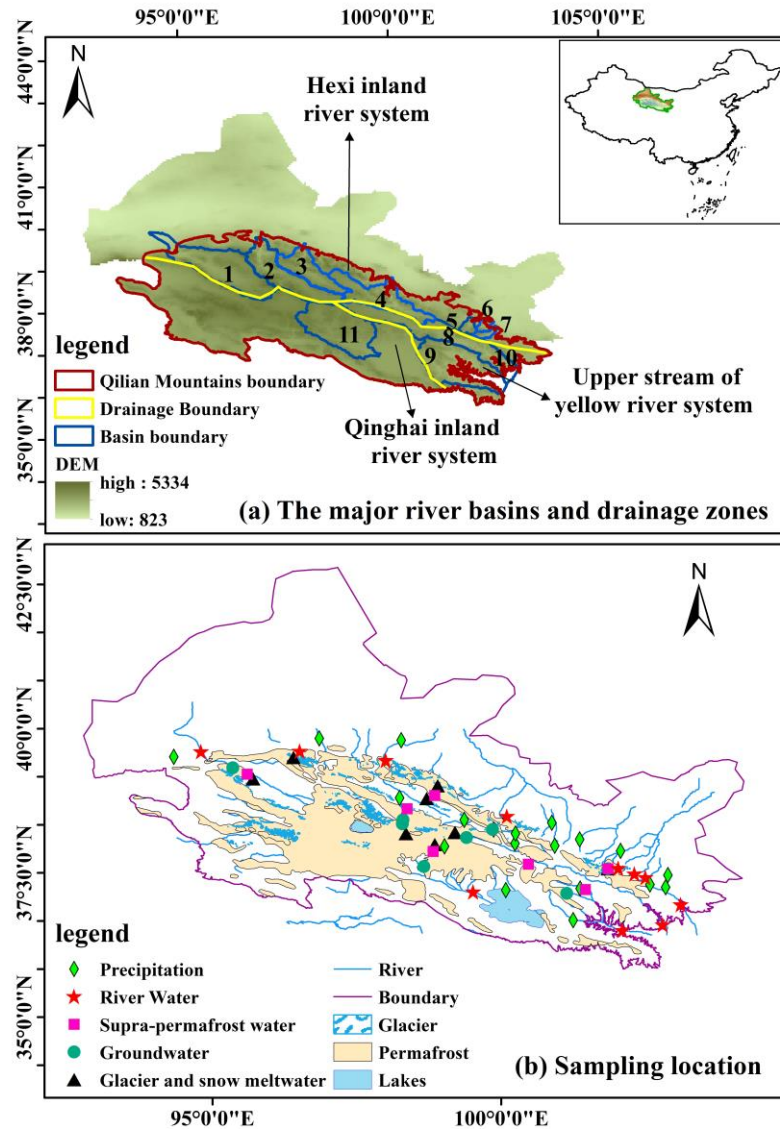 95°0'0"E 100°0'0"E 105°0'0"E
44°0'0"N
41°0'0"N
38°0'0"N
35°0'0"N
N
Hexi inland
river system
1
2
3
4
5
6
7
8
9
10
11
legend
Qilian Mountains boundary
Drainage Boundary
Basin boundary
DEM
high : 5334
low: 823
Upper stream of
yellow river system
Qinghai inland
river system
(a) The major river basins and drainage zones
42°30'0"N
40°0'0"N
37°30'0"N
35°0'0"N
N
legend
Precipitation
River Water
Supra-permafrost water
Groundwater
Glacier and snow meltwater
River
Boundary
Glacier
Permafrost
Lakes
(b) Sampling location
95°0'0"E 100°0'0"E